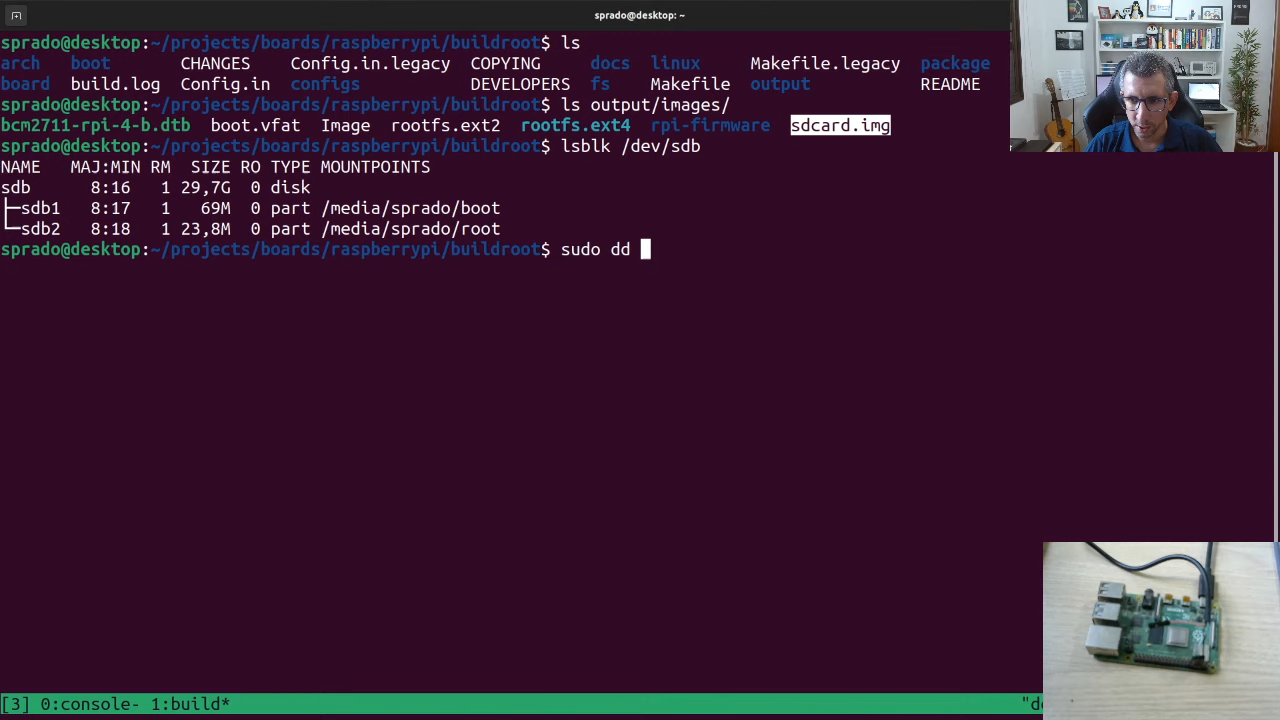 sprado@desktop: ~
sprado@desktop:~/projects/boards/raspberrypi/buildroot$ ls
arch boot CHANGES Config.in.legacy COPYING docs linux Makefile.legacy package
board build.log Config.in configs DEVELOPERS fs Makefile output README
sprado@desktop:~/projects/boards/raspberrypi/buildroot$ ls output/images/
bcm2711-rpi-4-b.dtb boot.vfat Image rootfs.ext2 rootfs.ext4 rpi-firmware sdcard.img
sprado@desktop:~/projects/boards/raspberrypi/buildroot$ lsblk /dev/sdb
NAME MAJ:MIN RM SIZE RO TYPE MOUNTPOINTS
sdb 8:16 1 29,7G 0 disk
├─sdb1 8:17 1 69M 0 part /media/sprado/boot
└─sdb2 8:18 1 23,8M 0 part /media/sprado/root
sprado@desktop:~/projects/boards/raspberrypi/buildroot$ sudo dd
[3] 0:console- 1:build* "de